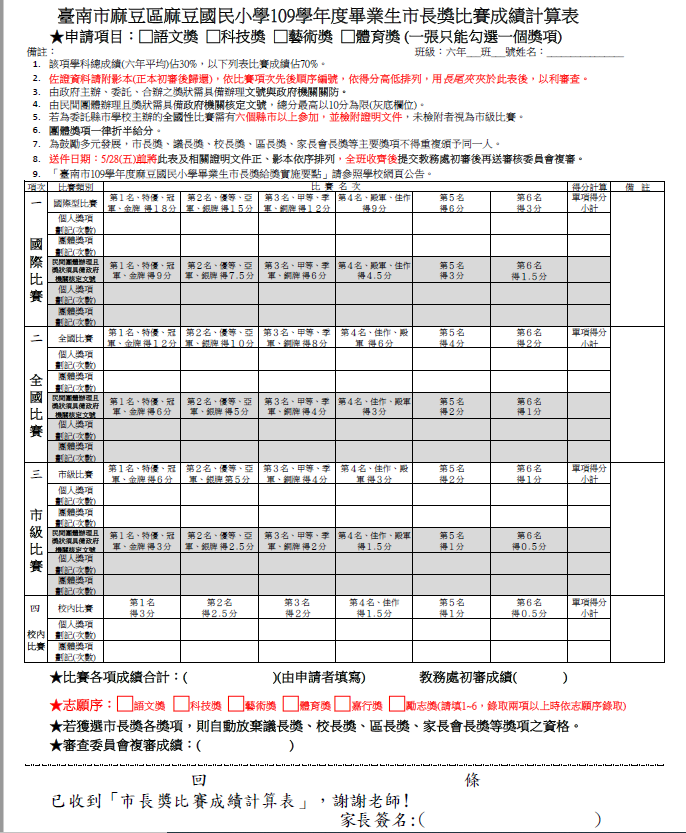 臺南市麻豆區麻豆國民小學109學年度畢業生市長獎比賽成績計算表
★申請項目：□語文獎 □科技獎 □藝術獎 □體育獎 (一張只能勾選一個獎項)
備註： 班級：六年__班__號姓名：______________
1. 該項學科總成績(六年平均)佔30%，以下列表比賽成績佔70%。
2. 佐證資料請附影本(正本初審後歸還)，依比賽項次先後順序編號，依得分高低排列，用長尾夾夾於此表後，以利審查。
3. 由政府主辦、委託、合辦之獎狀需具備辦理文號與政府機關關防。
4. 由民間團體辦理且獎狀需具備政府機關核定文號，總分最高以10分為限(灰底欄位)。
5. 若為委託縣市學校主辦的全國性比賽需有六個縣市以上參加，並檢附證明文件，未檢附者視為市級比賽。
6. 團體獎項一律折半給分。
7. 為鼓勵多元發展，市長獎、議長獎、校長獎、區長獎、家長會長獎等主要獎項不得重複頒予同一人。
8. 送件日期：5/28(五)前將此表及相關證明文件正、影本依序排列，全班收齊後提交教務處初審後再送審核委員會複審。
9. 「臺南市109學年度麻豆國民小學畢業生市長獎給獎實施要點」請參照學校網頁公告。
項次 比賽類別 比 賽 名 次 得分計算 備 註
一 國際比賽
國際型比賽 第1名、特優、冠軍、金牌 得18分 第2名、優等、亞軍、銀牌 得15分 第3名、甲等、季軍、銅牌 得12分 第4名、殿軍、佳作 得9分 第5名 得6分 第6名 得3分 單項得分小計
個人獎項 劃記(次數)
團體獎項 劃記(次數)
民間團體辦理且獎狀須具備政府機關核定文號 第1名、特優、冠軍、金牌 得9分 第2名、優等、亞軍、銀牌 得7.5分 第3名、甲等、季軍、銅牌 得6分 第4名、殿軍、佳作 得4.5分 第5名 得3分 第6名 得1.5分
個人獎項 劃記(次數)
團體獎項 劃記(次數)
二 全國比賽
全國比賽 第1名、特優、冠軍、金牌 得12分 第2名、優等、亞軍、銀牌 得10分 第3名、甲等、季軍、銅牌 得8分 第4名、佳作、殿軍 得6分 第5名 得4分 第6名 得2分 單項得分小計
個人獎項 劃記(次數)
團體獎項 劃記(次數)
民間團體辦理且獎狀須具備政府機關核定文號 第1名、特優、冠軍、金牌 得6分 第2名、優等、亞軍、銀牌 得5分 第3名、甲等、季軍、銅牌 得4分 第4名、佳作、殿軍 得3分 第5名 得2分 第6名 得1分
個人獎項 劃記(次數)
團體獎項 劃記(次數)
三 市級比賽
市級比賽 第1名、特優、冠軍、金牌 得6分 第2名、優等、亞軍、銀牌 第5分 第3名、甲等、季軍、銅牌 得4分 第4名、佳作、殿軍 得3分 第5名 得2分 第6名 得1分 單項得分小計
個人獎項 劃記(次數)
團體獎項 劃記(次數)
民間團體辦理且獎狀須具備政府機關核定文號 第1名、特優、冠軍、金牌 得3分 第2名、優等、亞軍、銀牌 得2.5分 第3名、甲等、季軍、銅牌 得2分 第4名、佳作、殿軍 得1.5分 第5名 得1分 第6名 得0.5分
個人獎項 劃記(次數)
團體獎項 劃記(次數)
四 校內比賽
校內比賽 第1名 得3分 第2名 得2.5分 第3名 得2分 第4名、佳作 得1.5分 第5名 得1分 第6名 得0.5分 單項得分小計
個人獎項 劃記(次數)
團體獎項 劃記(次數)
★比賽各項成績合計：( )(由申請者填寫) 教務處初審成績( )
★志願序：□語文獎 □科技獎 □藝術獎 □體育獎 □嘉行獎 □勵志獎(請填1~6，錄取兩項以上時依志願序錄取)
★若獲選市長獎各獎項，則自動放棄議長獎、校長獎、區長獎、家長會長獎等獎項之資格。
★審查委員會複審成績：( )
回 條
已收到「市長獎比賽成績計算表」，謝謝老師!
家長簽名:( )